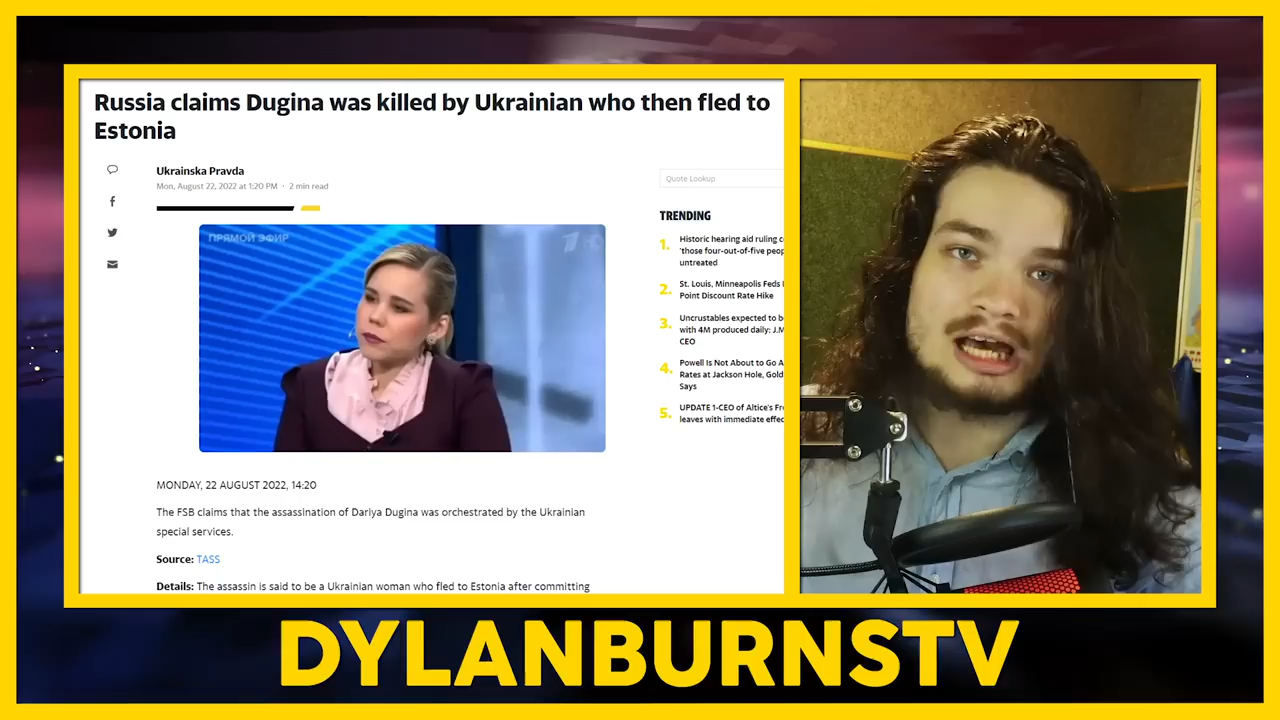 Russia claims Dugina was killed by Ukrainian who then fled to
Estonia
Ukrainska Pravda
Mon, August 22, 2022 at 1:20 PM · 2 min read
ПРЯМОЙ ЭФИР
HD
MONDAY, 22 AUGUST 2022, 14:20
The FSB claims that the assassination of Dariya Dugina was orchestrated by the Ukrainian
special services.
Source: TASS
Details: The assassin is said to be a Ukrainian woman who fled to Estonia after committing
Quote Lookup
TRENDING
1. Historic hearing aid ruling
'those four-out-of-five
untreated
2. St. Louis, Minneapolis Feds
Point Discount Rate Hike
3. Uncrustables expected to
with 4M produced daily: J.M
CEO
4. Powell Is Not About to Go
Rates at Jackson Hole,
Says
5. UPDATE 1-CEO of Altice's
leaves with immediate
DYLANBURNSTV